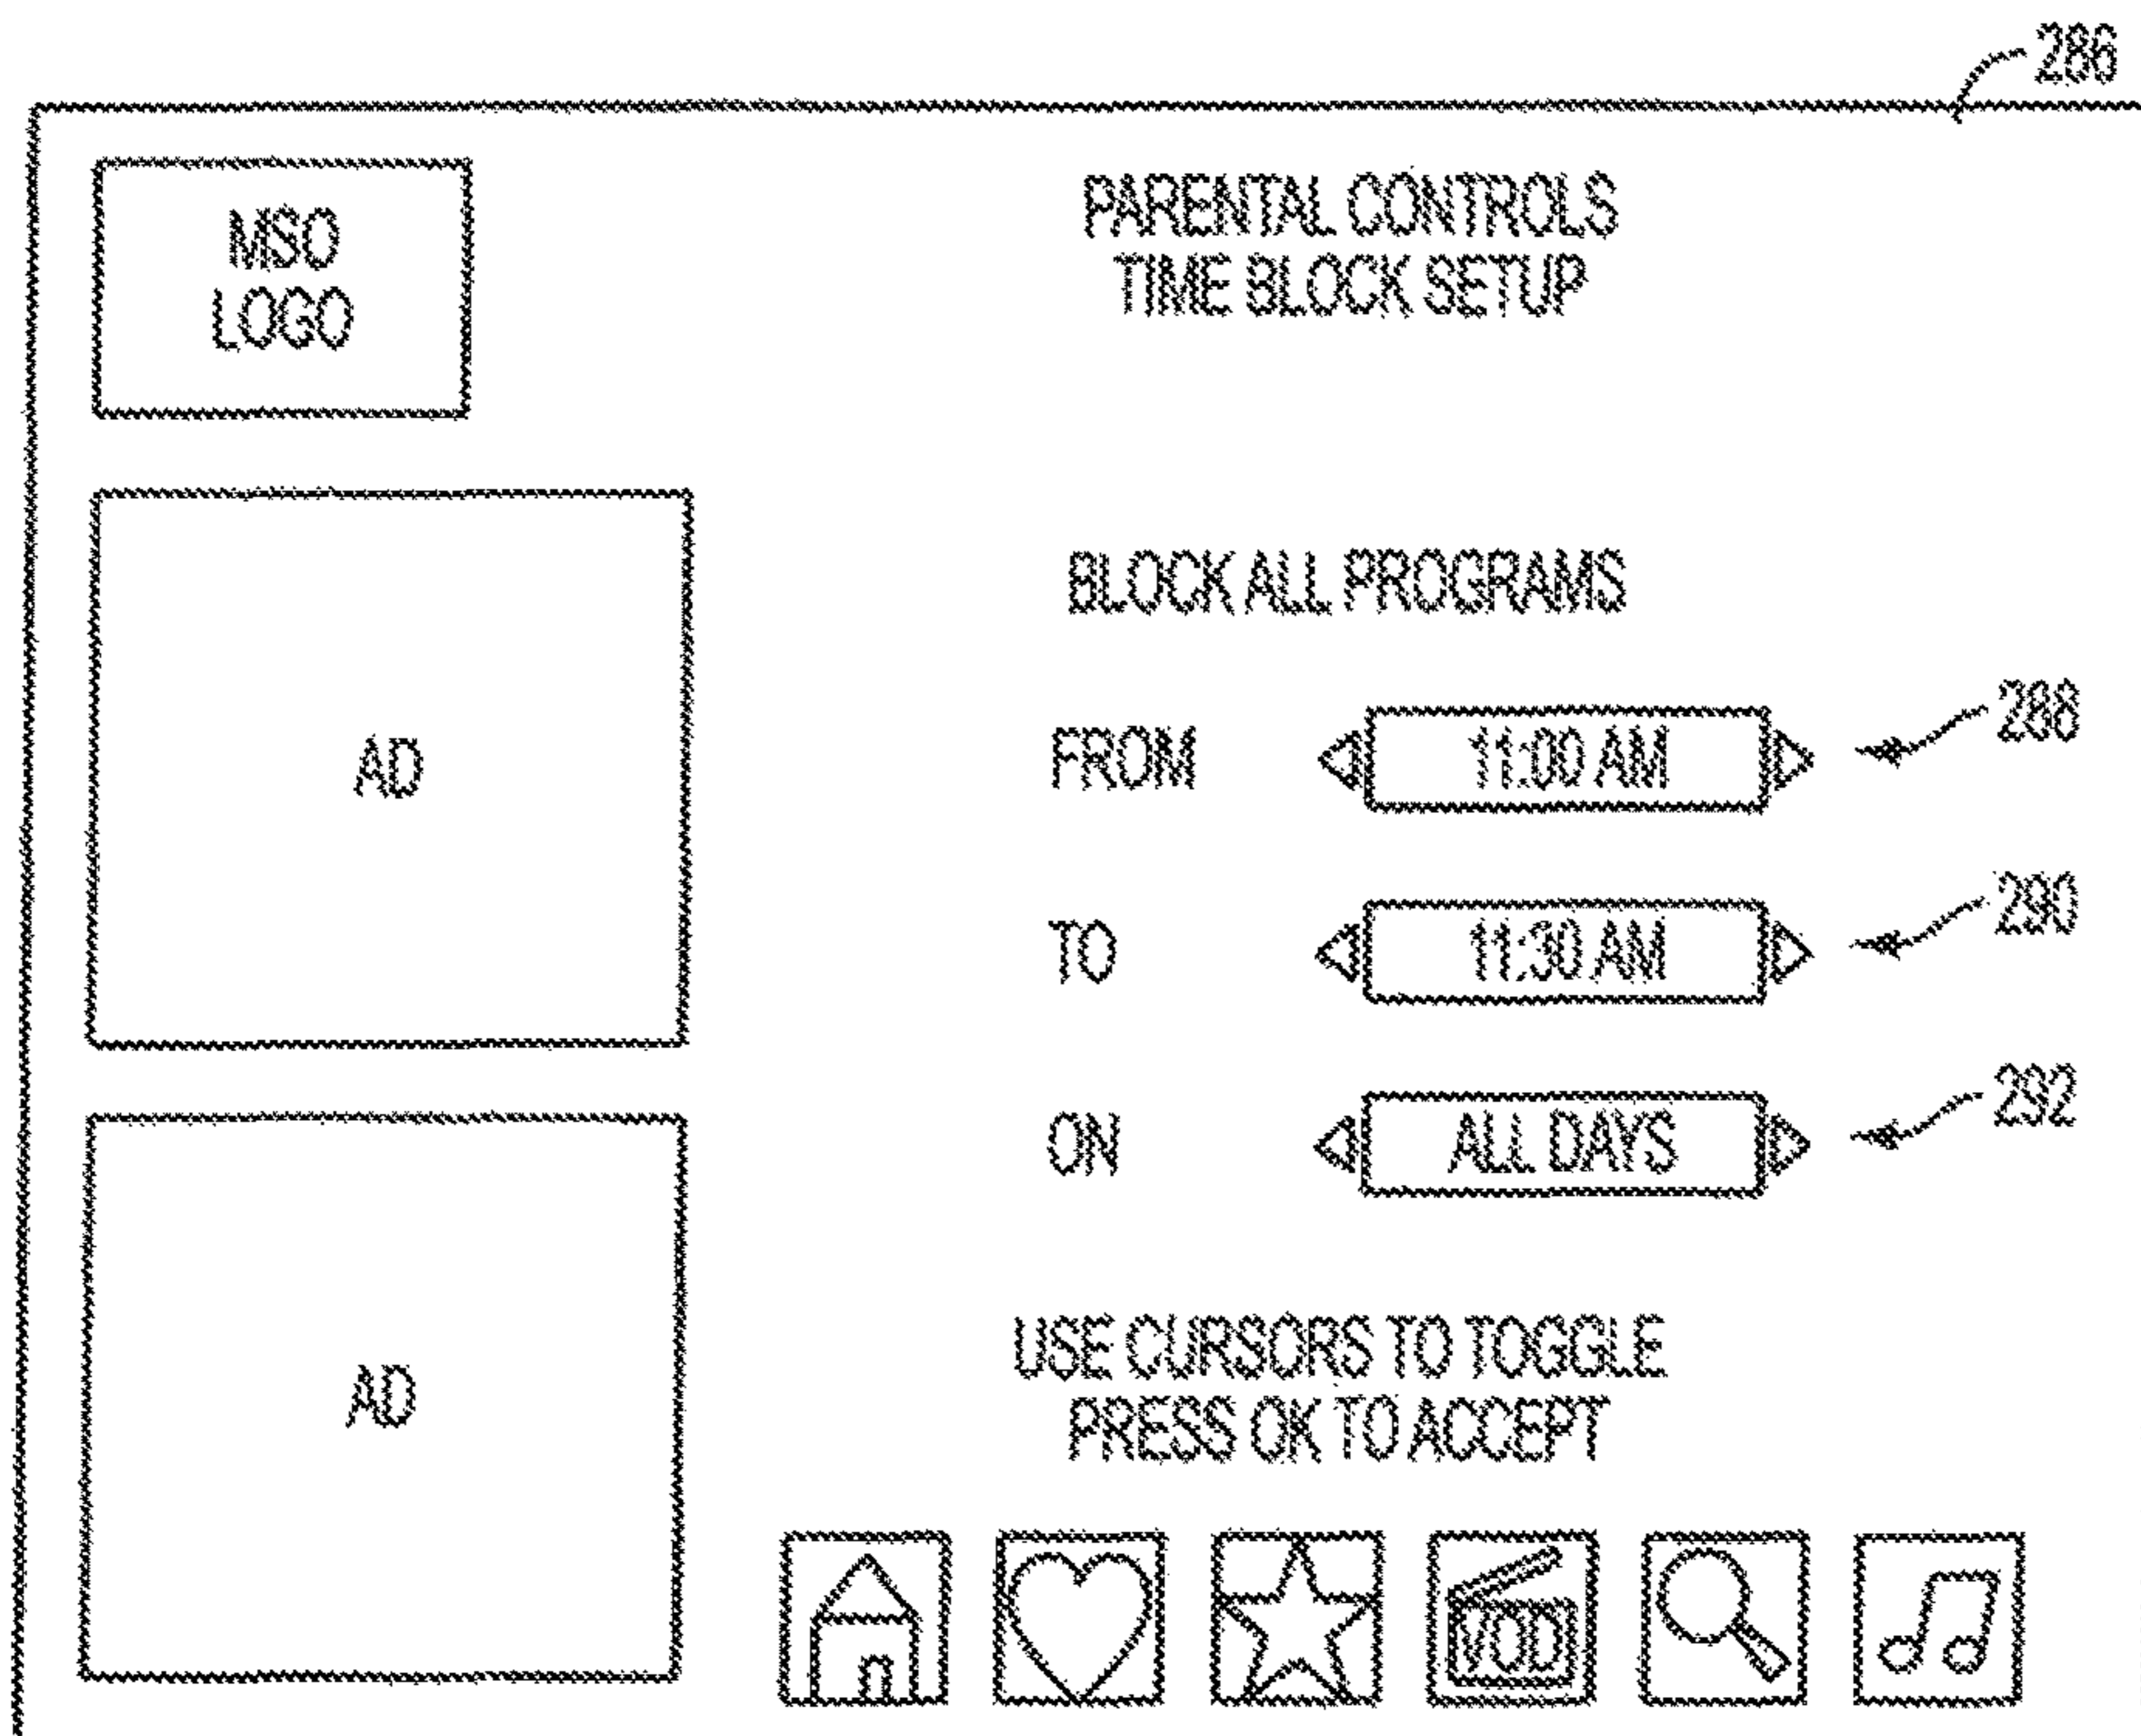 286
MSO
LOGO
PARENTAL CONTROLS
TIME BLOCK SETUP
AD
BLOCK ALL PROGRAMS
FROM 11:00 AM 288
TO 11:30 AM 290
ON ALL DAYS 292
AD
USE CURSORS TO TOGGLE
PRESS OK TO ACCEPT
VOD